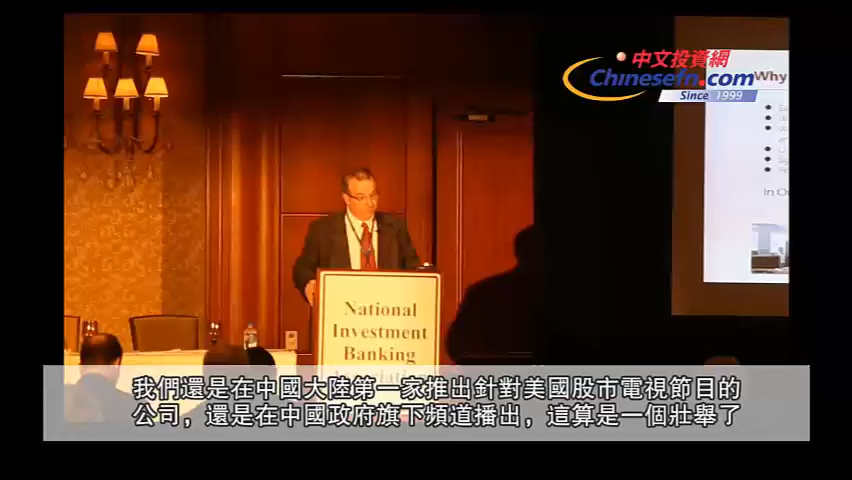 中文投資網
Chinesefn.com
Since 1999
Why
National
Investment
Banking
我們還是在中國大陸第一家推出針對美國股市電視節目的
公司，還是在中國政府旗下頻道播出，這算是一個壯舉了